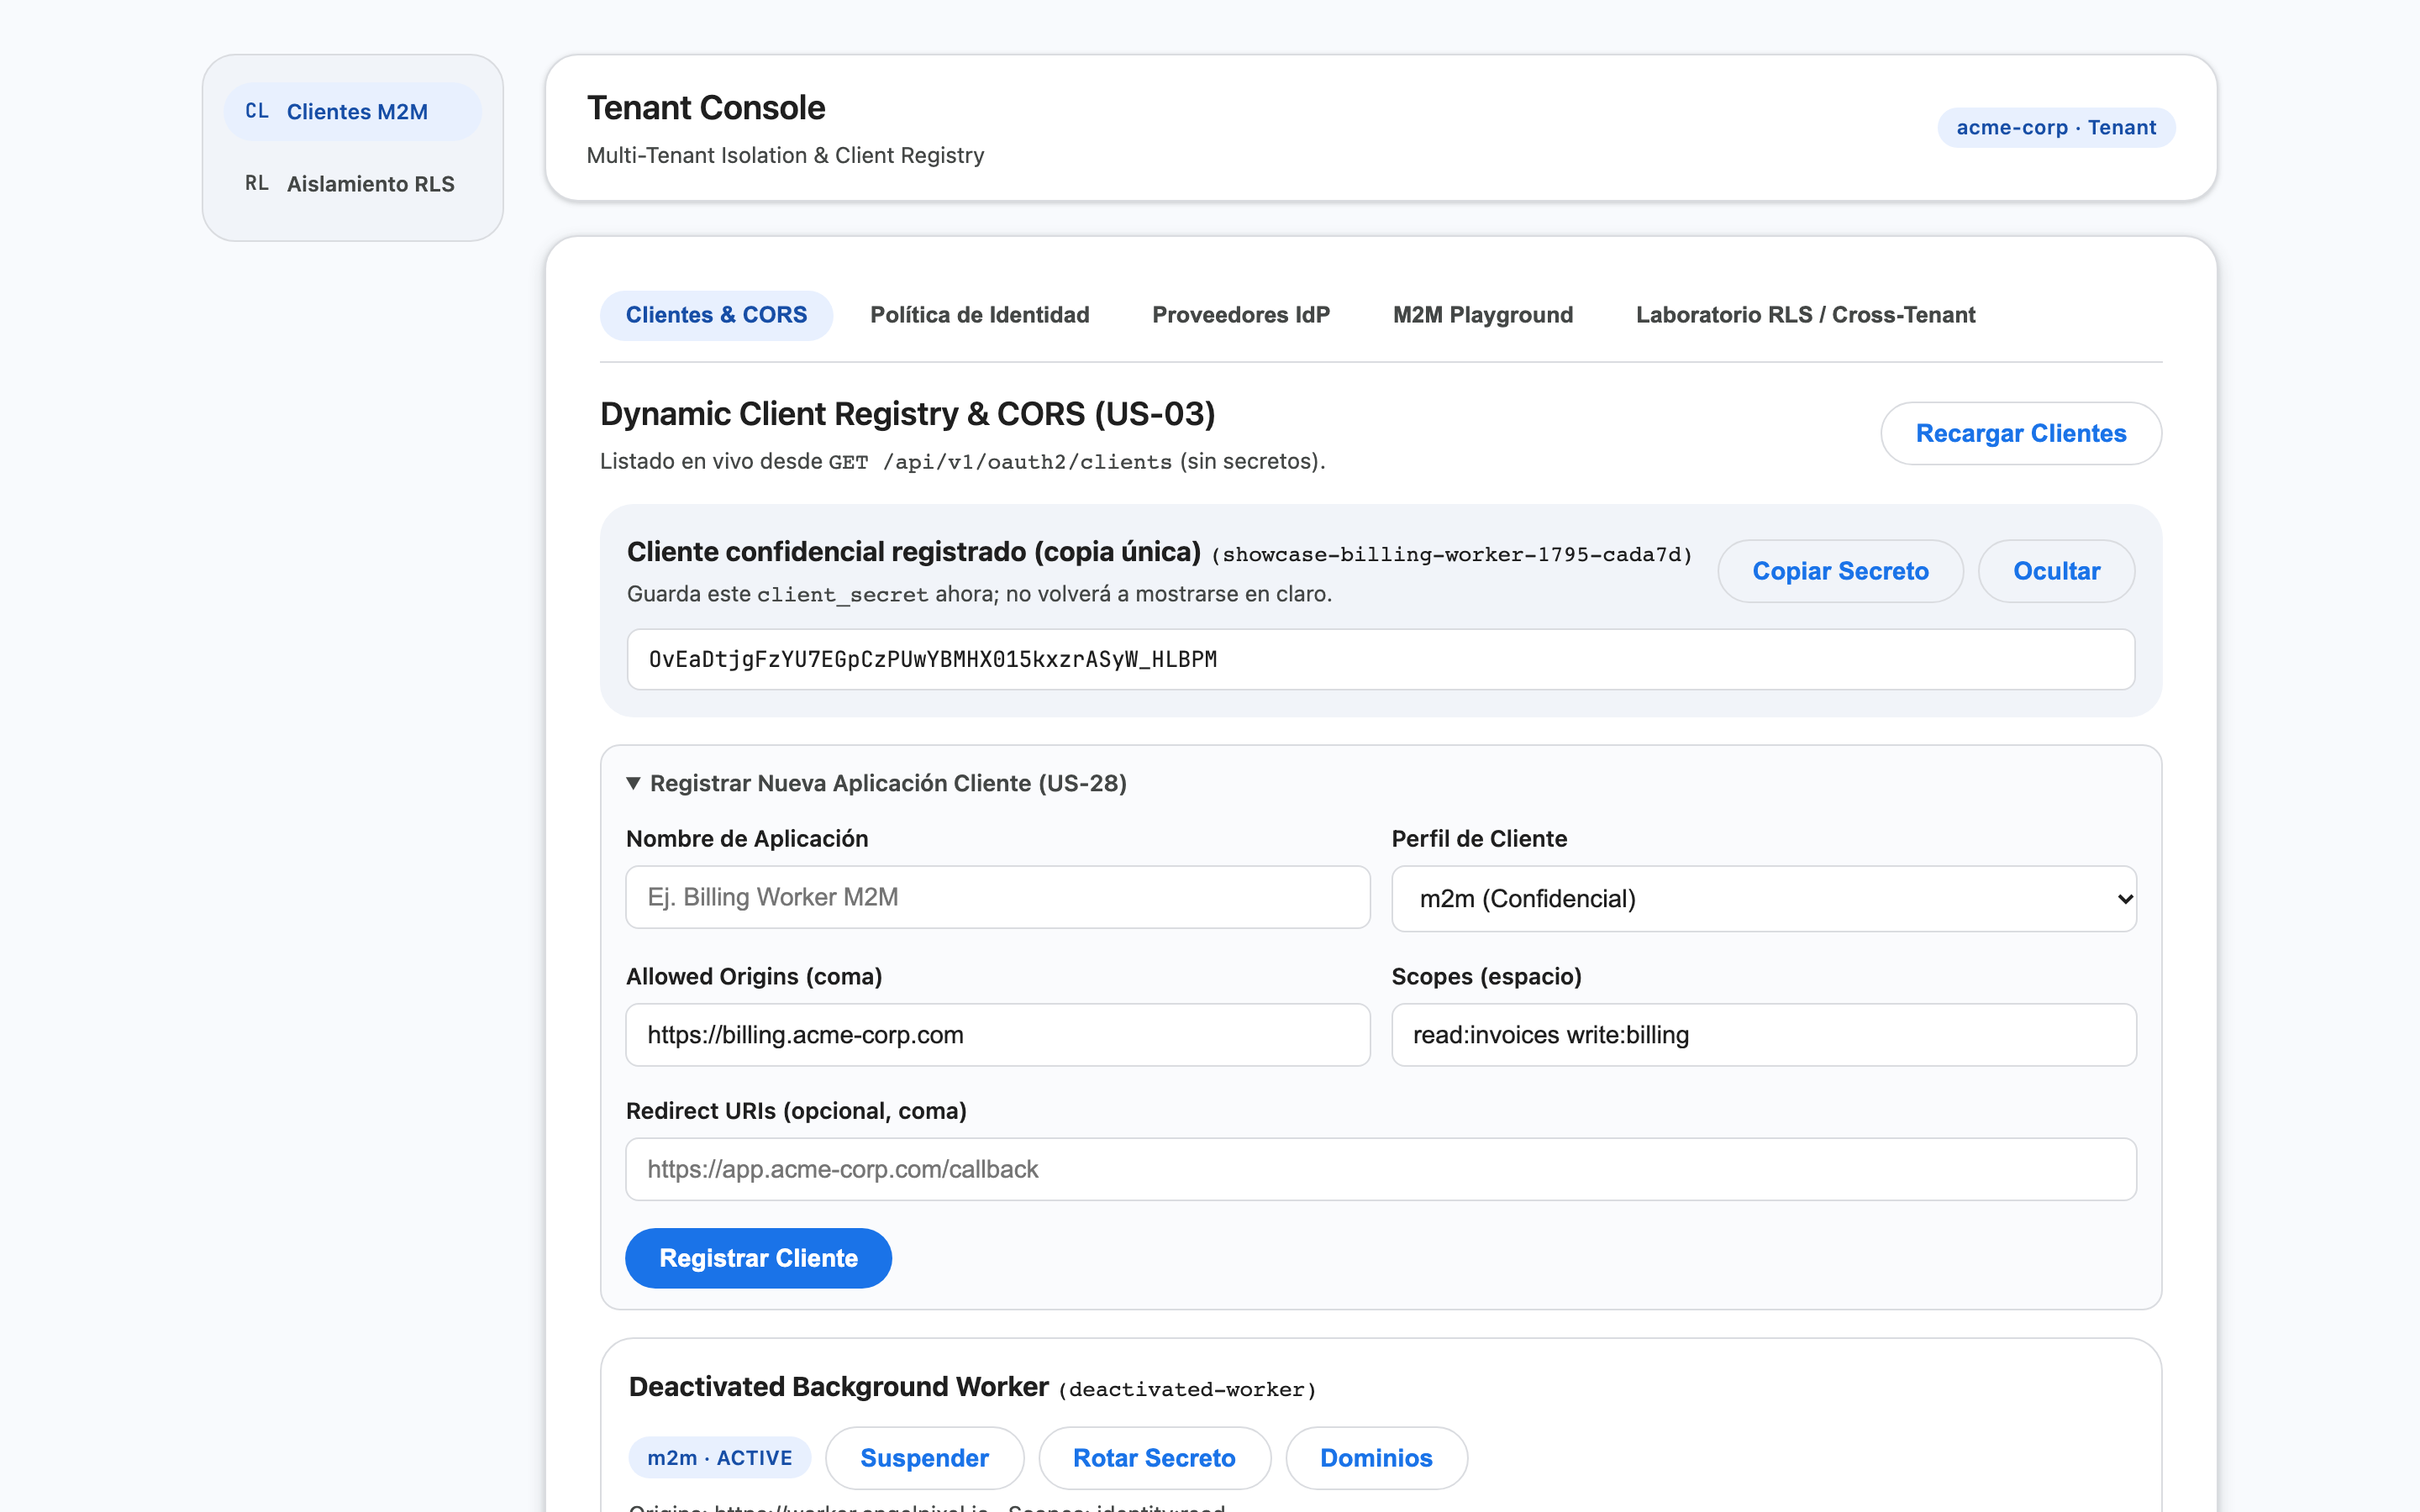 CL Clientes M2M
RL Aislamiento RLS
Tenant Console
Multi-Tenant Isolation & Client Registry
acme-corp · Tenant
Clientes & CORS Política de Identidad Proveedores IdP M2M Playground Laboratorio RLS / Cross-Tenant
Dynamic Client Registry & CORS (US-03)
Listado en vivo desde GET /api/v1/oauth2/clients (sin secretos).
Recargar Clientes
Cliente confidencial registrado (copia única) (showcase-billing-worker-1795-cada7d)
Guarda este client_secret ahora; no volverá a mostrarse en claro.
Copiar Secreto Ocultar
OvEaDtjgFzYU7EGpCzPUwYBMHX015kxzrASyW_HLBPM
▼ Registrar Nueva Aplicación Cliente (US-28)
Nombre de Aplicación Perfil de Cliente
Ej. Billing Worker M2M m2m (Confidencial)
Allowed Origins (coma) Scopes (espacio)
https://billing.acme-corp.com read:invoices write:billing
Redirect URIs (opcional, coma)
https://app.acme-corp.com/callback
Registrar Cliente
Deactivated Background Worker (deactivated-worker)
m2m · ACTIVE Suspender Rotar Secreto Dominios